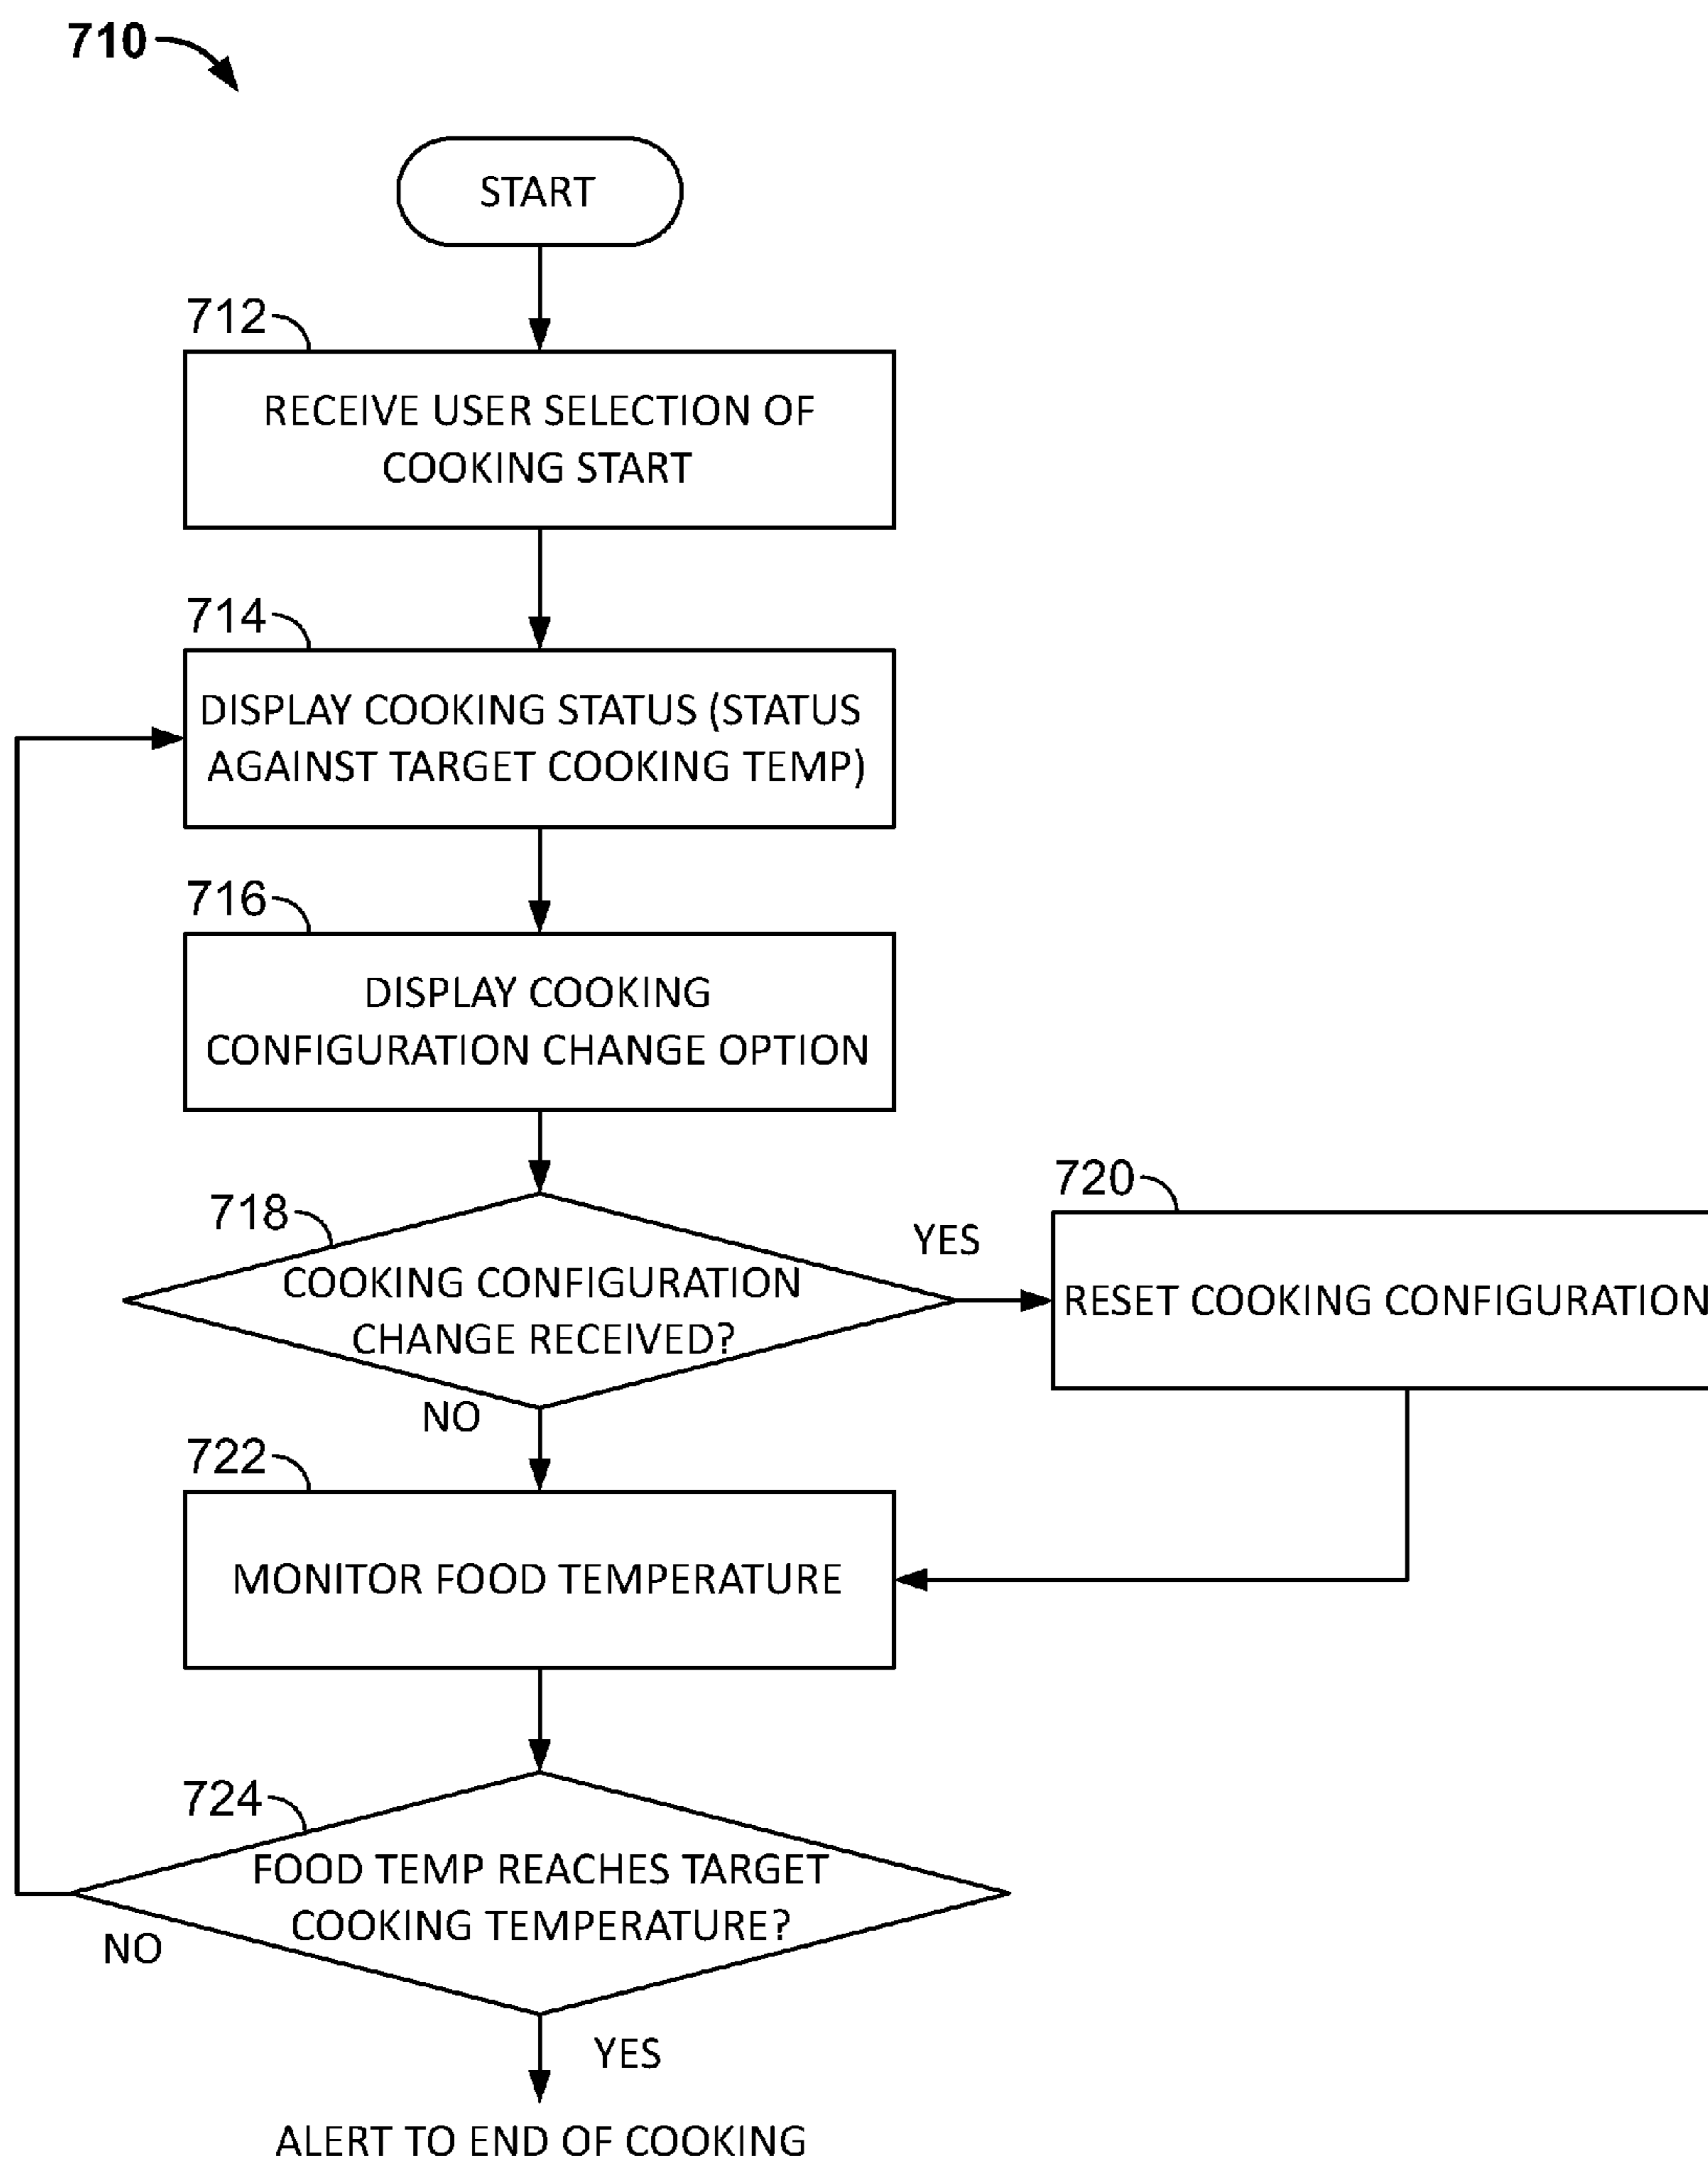 710
START
712
RECEIVE USER SELECTION OF
COOKING START
714
DISPLAY COOKING STATUS (STATUS
AGAINST TARGET COOKING TEMP)
716
DISPLAY COOKING
CONFIGURATION CHANGE OPTION
718
COOKING CONFIGURATION
CHANGE RECEIVED?
YES
720
RESET COOKING CONFIGURATION
NO
722
MONITOR FOOD TEMPERATURE
724
FOOD TEMP REACHES TARGET
COOKING TEMPERATURE?
NO
YES
ALERT TO END OF COOKING